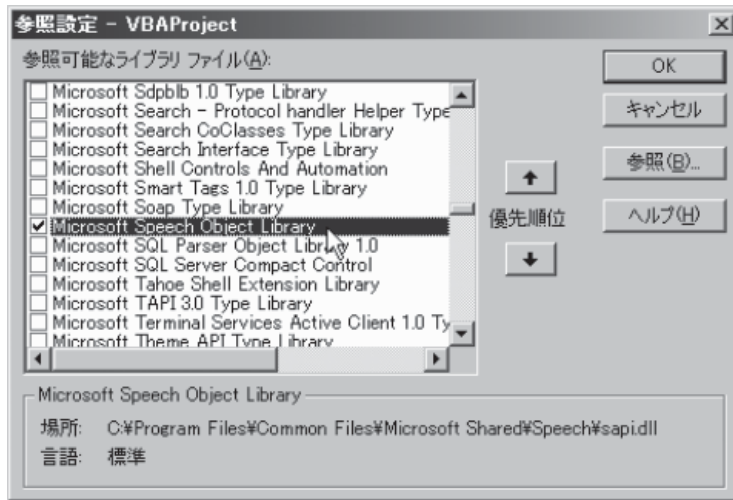 参照設定 - VBAProject
参照可能なライブラリ ファイル(A):
Microsoft Sdpblb 1.0 Type Library
Microsoft Search - Protocol handler Helper Type
Microsoft Search CoClasses Type Library
Microsoft Search Interface Type Library
Microsoft Shell Controls And Automation
Microsoft Smart Tags 1.0 Type Library
Microsoft Soap Type Library
Microsoft Speech Object Library
Microsoft SQL Parser Object Library 1.0
Microsoft SQL Server Compact Control
Microsoft Tahoe Shell Extension Library
Microsoft TAPI 3.0 Type Library
Microsoft Terminal Services Active Client 1.0 Ty
Microsoft Theme API Type Library
優先順位
OK
キャンセル
参照(B)...
ヘルプ(H)
Microsoft Speech Object Library
場所: C:¥Program Files¥Common Files¥Microsoft Shared¥Speech¥sapi.dll
言語: 標準